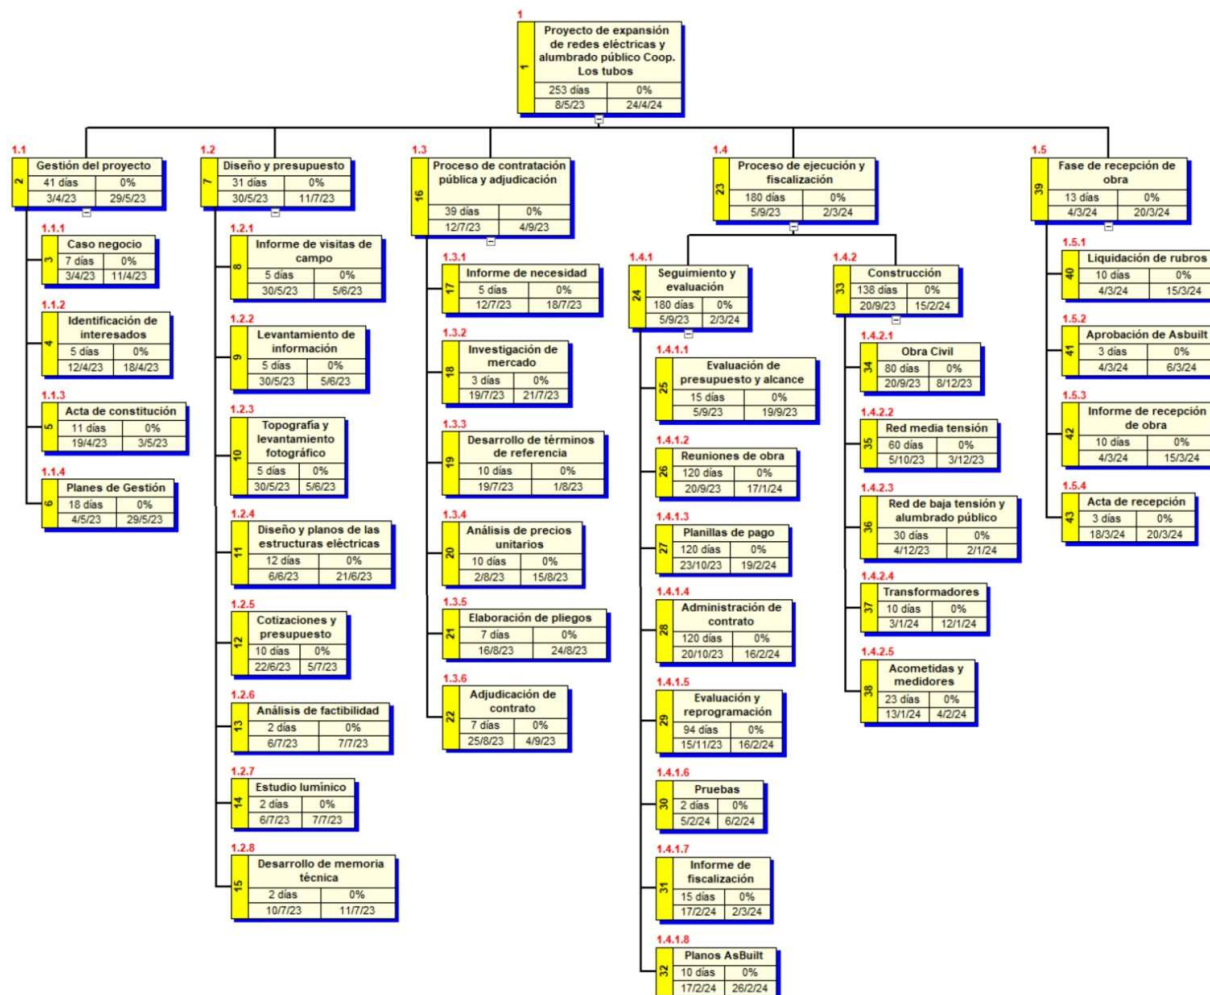 1
Proyecto de expansión
de redes eléctricas y
alumbrado público Coop.
Los tubos
1
253 días 0%
8/5/23 24/4/24
1.1
Gestión del proyecto
2
41 días 0%
3/4/23 29/5/23
1.1.1
Caso negocio
3
7 días 0%
3/4/23 11/4/23
1.1.2
Identificación de
interesados
4
5 días 0%
12/4/23 18/4/23
1.1.3
Acta de constitución
5
11 días 0%
19/4/23 3/5/23
1.1.4
Planes de Gestión
6
18 días 0%
4/5/23 29/5/23
1.2
Diseño y presupuesto
7
31 días 0%
30/5/23 11/7/23
1.2.1
Informe de visitas de
campo
8
5 días 0%
30/5/23 5/6/23
1.2.2
Levantamiento de
información
9
5 días 0%
30/5/23 5/6/23
1.2.3
Topografía y
levantamiento
fotográfico
10
5 días 0%
30/5/23 5/6/23
1.2.4
Diseño y planos de las
estructuras eléctricas
11
12 días 0%
6/6/23 21/6/23
1.2.5
Cotizaciones y
presupuesto
12
10 días 0%
22/6/23 5/7/23
1.2.6
Análisis de factibilidad
13
2 días 0%
6/7/23 7/7/23
1.2.7
Estudio lumínico
14
2 días 0%
6/7/23 7/7/23
1.2.8
Desarrollo de memoria
técnica
15
2 días 0%
10/7/23 11/7/23
1.3
Proceso de contratación
pública y adjudicación
16
39 días 0%
12/7/23 4/9/23
1.3.1
Informe de necesidad
17
5 días 0%
12/7/23 18/7/23
1.3.2
Investigación de
mercado
18
3 días 0%
19/7/23 21/7/23
1.3.3
Desarrollo de términos
de referencia
19
10 días 0%
19/7/23 1/8/23
1.3.4
Análisis de precios
unitarios
20
10 días 0%
2/8/23 15/8/23
1.3.5
Elaboración de pliegos
21
7 días 0%
16/8/23 24/8/23
1.3.6
Adjudicación de
contrato
22
7 días 0%
25/8/23 4/9/23
1.4
Proceso de ejecución y
fiscalización
23
180 días 0%
5/9/23 2/3/24
1.4.1
Seguimiento y
evaluación
24
180 días 0%
5/9/23 2/3/24
1.4.1.1
Evaluación de
presupuesto y alcance
25
15 días 0%
5/9/23 19/9/23
1.4.1.2
Reuniones de obra
26
120 días 0%
20/9/23 17/1/24
1.4.1.3
Planillas de pago
27
120 días 0%
23/10/23 19/2/24
1.4.1.4
Administración de
contrato
28
120 días 0%
20/10/23 16/2/24
1.4.1.5
Evaluación y
reprogramación
29
94 días 0%
15/11/23 16/2/24
1.4.1.6
Pruebas
30
2 días 0%
5/2/24 6/2/24
1.4.1.7
Informe de
fiscalización
31
15 días 0%
17/2/24 2/3/24
1.4.1.8
Planos AsBuilt
32
10 días 0%
17/2/24 26/2/24
1.4.2
Construcción
33
138 días 0%
20/9/23 15/2/24
1.4.2.1
Obra Civil
34
80 días 0%
20/9/23 8/12/23
1.4.2.2
Red media tensión
35
60 días 0%
5/10/23 3/12/23
1.4.2.3
Red de baja tensión y
alumbrado público
36
30 días 0%
4/12/23 2/1/24
1.4.2.4
Transformadores
37
10 días 0%
3/1/24 12/1/24
1.4.2.5
Acometidas y
medidores
38
23 días 0%
13/1/24 4/2/24
1.5
Fase de recepción de
obra
39
13 días 0%
4/3/24 20/3/24
1.5.1
Liquidación de rubros
40
10 días 0%
4/3/24 15/3/24
1.5.2
Aprobación de Asbuilt
41
3 días 0%
4/3/24 6/3/24
1.5.3
Informe de recepción
de obra
42
10 días 0%
4/3/24 15/3/24
1.5.4
Acta de recepción
43
3 días 0%
18/3/24 20/3/24